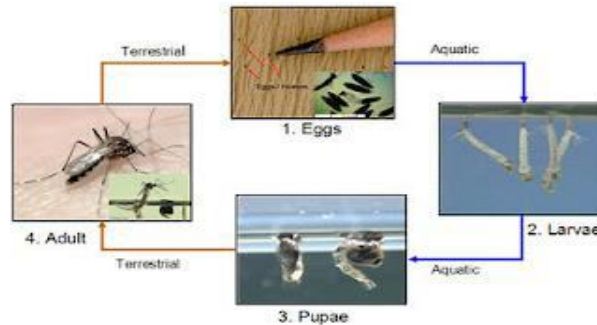 Terrestrial
Aquatic
1. Eggs
2. Larvae
4. Adult
Terrestrial
Aquatic
3. Pupae